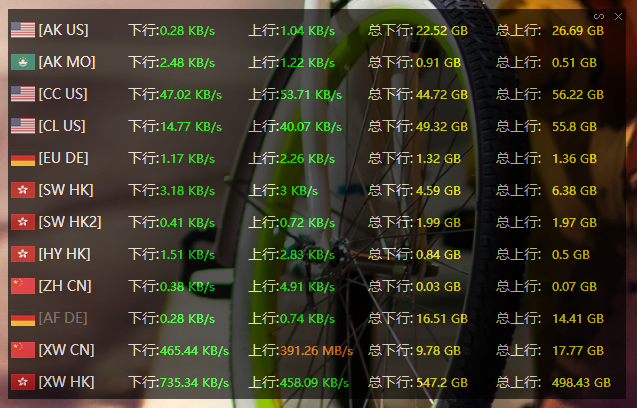 [AK US] 下行:0.28 KB/s 上行:1.04 KB/s 总下行: 22.52 GB 总上行: 26.69 GB
[AK MO] 下行:2.48 KB/s 上行:1.22 KB/s 总下行: 0.91 GB 总上行: 0.51 GB
[CC US] 下行:47.02 KB/s 上行:53.71 KB/s 总下行: 44.72 GB 总上行: 56.22 GB
[CL US] 下行:14.77 KB/s 上行:40.07 KB/s 总下行: 49.32 GB 总上行: 55.8 GB
[EU DE] 下行:1.17 KB/s 上行:2.26 KB/s 总下行: 1.32 GB 总上行: 1.36 GB
[SW HK] 下行:3.18 KB/s 上行:3 KB/s 总下行: 4.59 GB 总上行: 6.38 GB
[SW HK2] 下行:0.41 KB/s 上行:0.72 KB/s 总下行: 1.99 GB 总上行: 1.97 GB
[HY HK] 下行:1.51 KB/s 上行:2.83 KB/s 总下行: 0.84 GB 总上行: 0.5 GB
[ZH CN] 下行:0.38 KB/s 上行:4.91 KB/s 总下行: 0.03 GB 总上行: 0.07 GB
[AF DE] 下行:0.28 KB/s 上行:0.74 KB/s 总下行: 16.51 GB 总上行: 14.41 GB
[XW CN] 下行:465.44 KB/s 上行:391.26 MB/s 总下行: 9.78 GB 总上行: 17.77 GB
[XW HK] 下行:735.34 KB/s 上行:458.09 KB/s 总下行: 547.2 GB 总上行: 498.43 GB